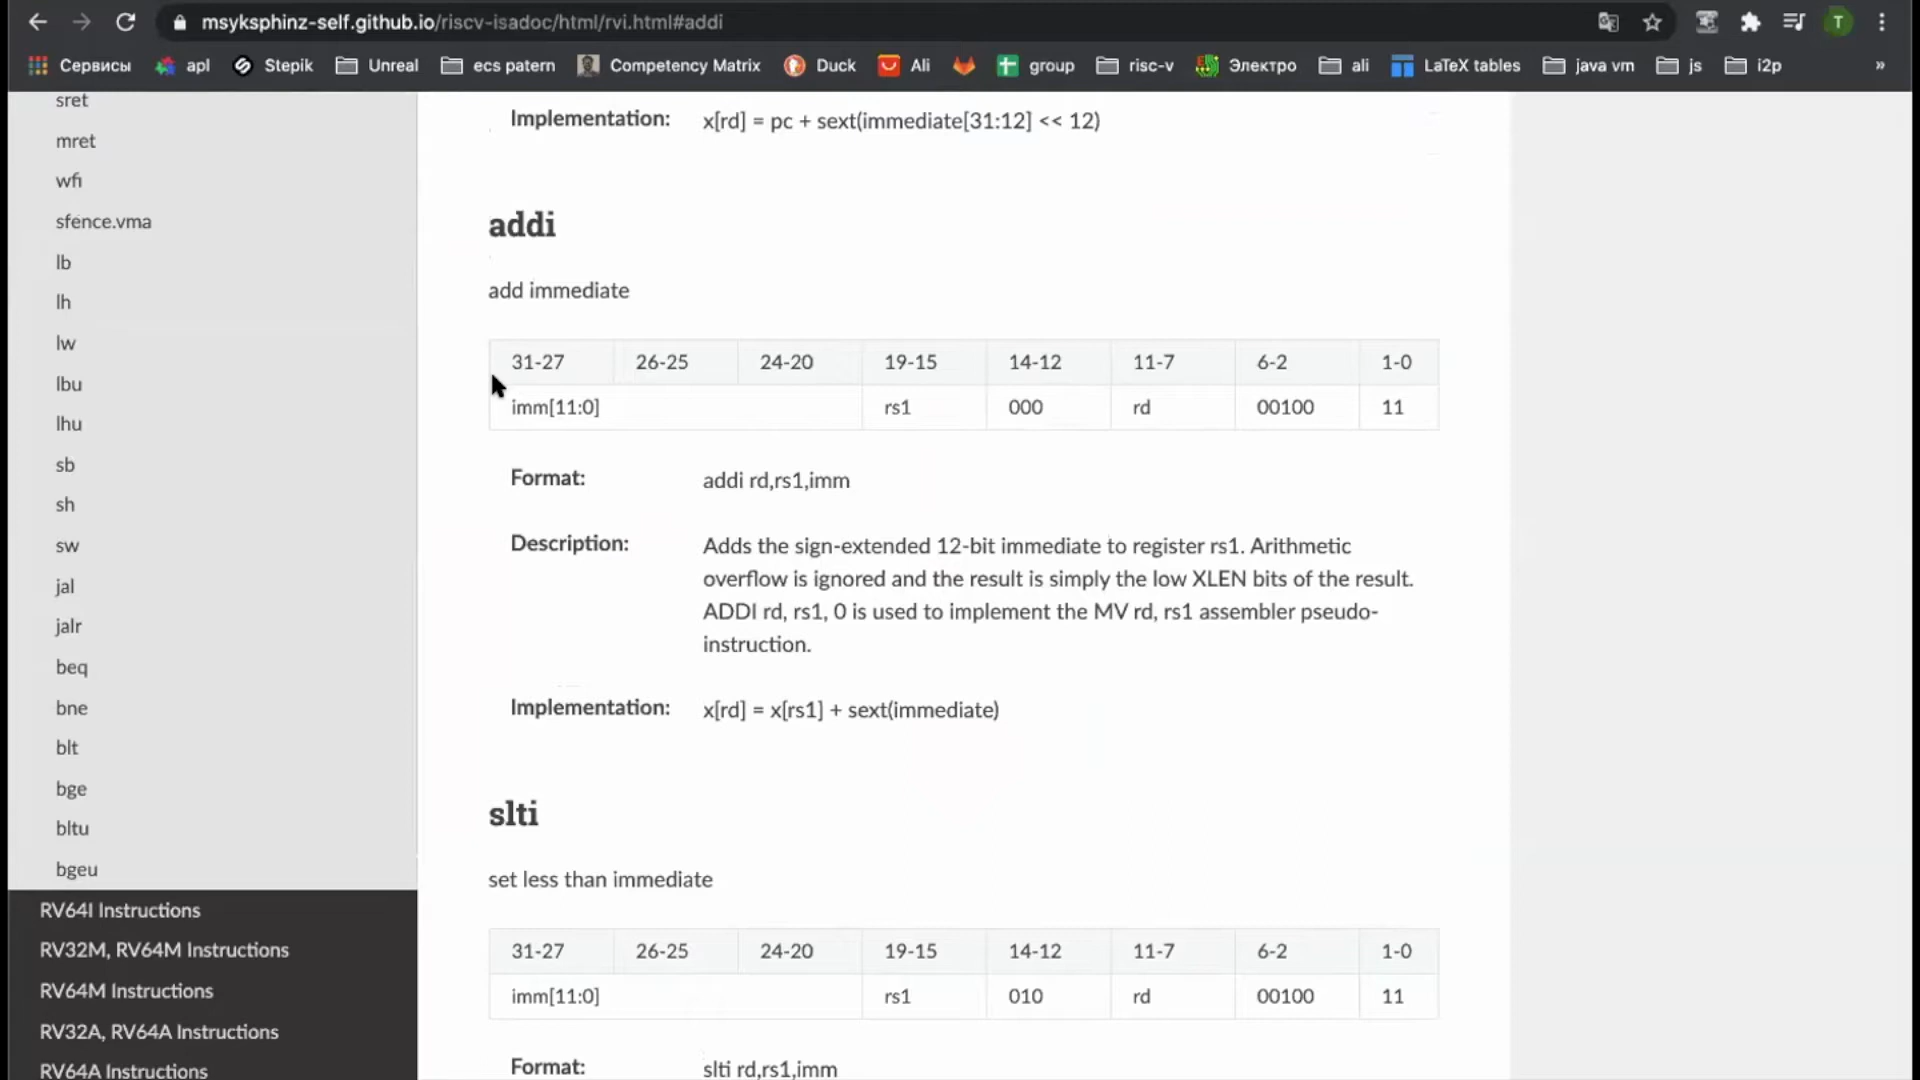 msyksphinz-self.github.io/riscv-isadoc/html/rvi.html#addi
T
Сервисы apl Stepik Unreal ecs patern Competency Matrix Duck Ali group risc-v Электро ali LaTeX tables java vm js i2p »
sret
mret
wfi
sfence.vma
lb
lh
lw
lbu
lhu
sb
sh
sw
jal
jalr
beq
bne
blt
bge
bltu
bgeu
RV64I Instructions
RV32M, RV64M Instructions
RV64M Instructions
RV32A, RV64A Instructions
RV64A Instructions
Implementation: x[rd] = pc + sext(immediate[31:12] << 12)
addi
add immediate
31-27 26-25 24-20 19-15 14-12 11-7 6-2 1-0
imm[11:0] rs1 000 rd 00100 11
Format: addi rd,rs1,imm
Description: Adds the sign-extended 12-bit immediate to register rs1. Arithmetic
overflow is ignored and the result is simply the low XLEN bits of the result.
ADDI rd, rs1, 0 is used to implement the MV rd, rs1 assembler pseudo-
instruction.
Implementation: x[rd] = x[rs1] + sext(immediate)
slti
set less than immediate
31-27 26-25 24-20 19-15 14-12 11-7 6-2 1-0
imm[11:0] rs1 010 rd 00100 11
Format: slti rd,rs1,imm